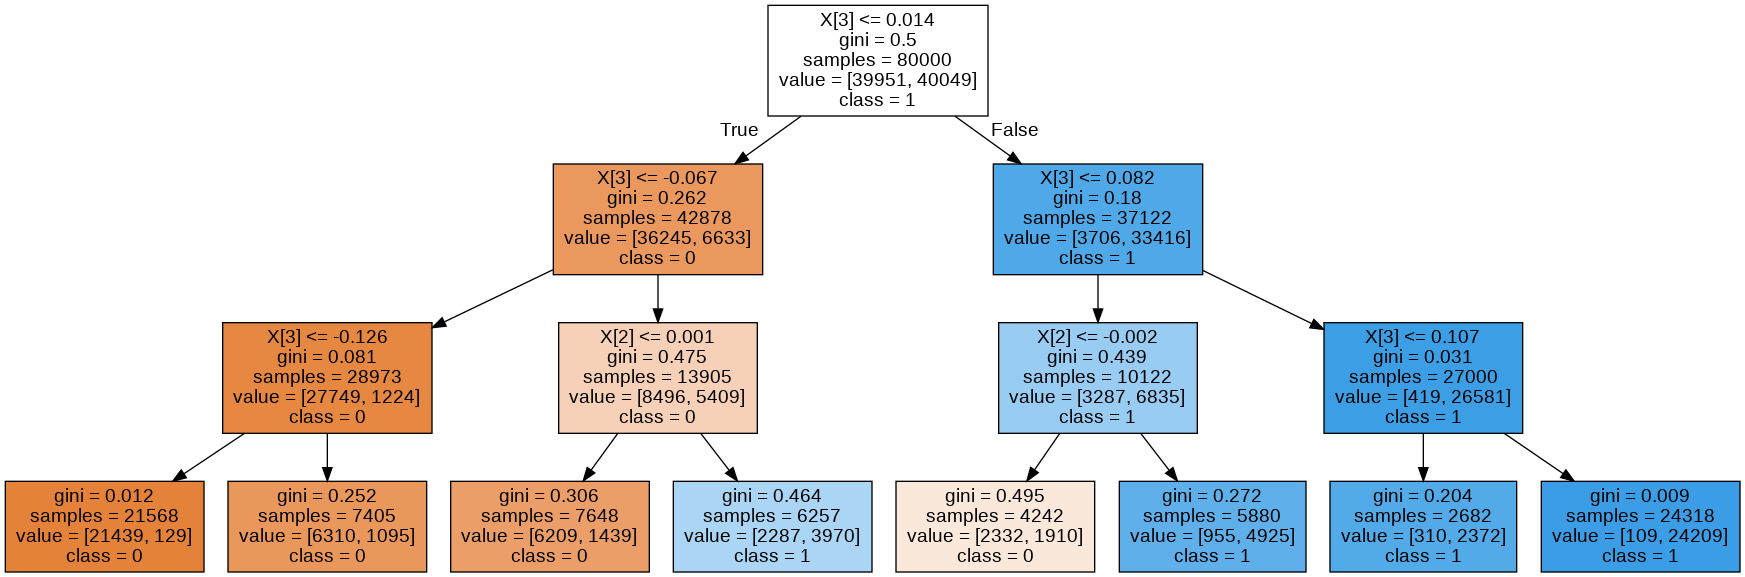 X[3] <= 0.014
gini = 0.5
samples = 80000
value = [39951, 40049]
class = 1
True
False
X[3] <= -0.067
gini = 0.262
samples = 42878
value = [36245, 6633]
class = 0
X[3] <= 0.082
gini = 0.18
samples = 37122
value = [3706, 33416]
class = 1
X[3] <= -0.126
gini = 0.081
samples = 28973
value = [27749, 1224]
class = 0
X[2] <= 0.001
gini = 0.475
samples = 13905
value = [8496, 5409]
class = 0
X[2] <= -0.002
gini = 0.439
samples = 10122
value = [3287, 6835]
class = 1
X[3] <= 0.107
gini = 0.031
samples = 27000
value = [419, 26581]
class = 1
gini = 0.012
samples = 21568
value = [21439, 129]
class = 0
gini = 0.252
samples = 7405
value = [6310, 1095]
class = 0
gini = 0.306
samples = 7648
value = [6209, 1439]
class = 0
gini = 0.464
samples = 6257
value = [2287, 3970]
class = 1
gini = 0.495
samples = 4242
value = [2332, 1910]
class = 0
gini = 0.272
samples = 5880
value = [955, 4925]
class = 1
gini = 0.204
samples = 2682
value = [310, 2372]
class = 1
gini = 0.009
samples = 24318
value = [109, 24209]
class = 1